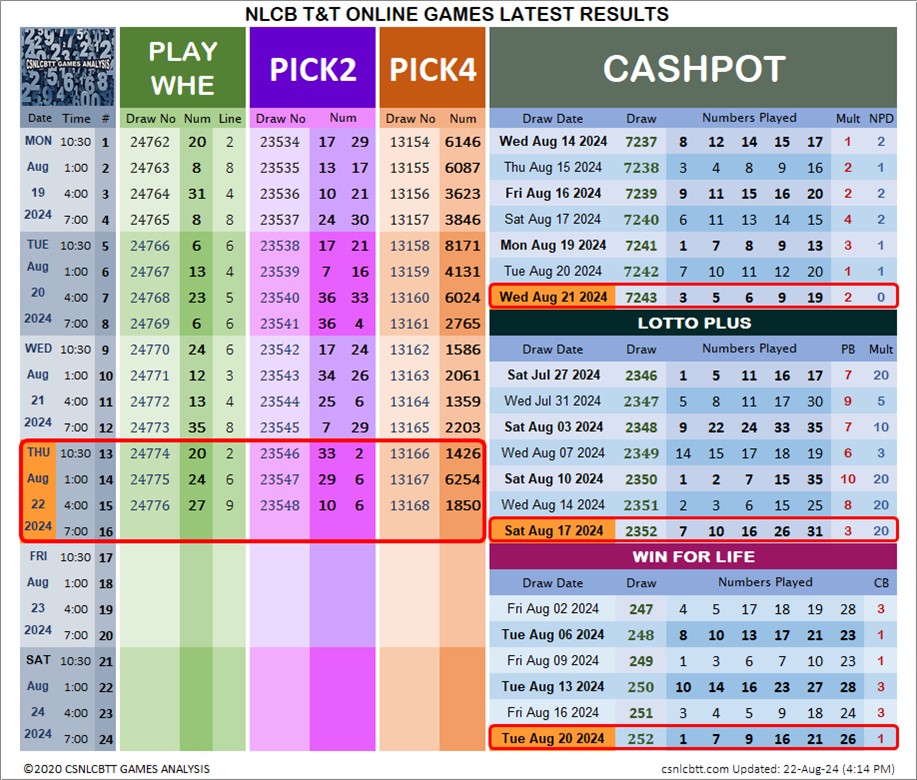 NLCB T&T ONLINE GAMES LATEST RESULTS
CSNLCBTT GAMES ANALYSIS
PLAY WHE PICK2 PICK4 CASHPOT
Date Time # Draw No Num Line Draw No Num Draw No Num
MON 10:30 1 24762 20 2 23534 17 29 13154 6146
Aug 1:00 2 24763 8 8 23535 13 17 13155 6087
19 4:00 3 24764 31 4 23536 10 21 13156 3623
2024 7:00 4 24765 8 8 23537 24 30 13157 3846
TUE 10:30 5 24766 6 6 23538 17 21 13158 8171
Aug 1:00 6 24767 13 4 23539 7 16 13159 4131
20 4:00 7 24768 23 5 23540 36 33 13160 6024
2024 7:00 8 24769 6 6 23541 36 4 13161 2765
WED 10:30 9 24770 24 6 23542 17 24 13162 1586
Aug 1:00 10 24771 12 3 23543 34 26 13163 2061
21 4:00 11 24772 13 4 23544 25 6 13164 1359
2024 7:00 12 24773 35 8 23545 7 29 13165 2203
THU 10:30 13 24774 20 2 23546 33 2 13166 1426
Aug 1:00 14 24775 24 6 23547 29 6 13167 6254
22 4:00 15 24776 27 9 23548 10 6 13168 1850
2024 7:00 16
FRI 10:30 17
Aug 1:00 18
23 4:00 19
2024 7:00 20
SAT 10:30 21
Aug 1:00 22
24 4:00 23
2024 7:00 24
Draw Date Draw Numbers Played Mult NPD
Wed Aug 14 2024 7237 8 12 14 15 17 1 2
Thu Aug 15 2024 7238 3 4 8 9 16 2 1
Fri Aug 16 2024 7239 9 11 15 16 20 2 2
Sat Aug 17 2024 7240 6 11 13 14 15 4 2
Mon Aug 19 2024 7241 1 7 8 9 13 3 1
Tue Aug 20 2024 7242 7 10 11 12 20 1 1
Wed Aug 21 2024 7243 3 5 6 9 19 2 0
LOTTO PLUS
Draw Date Draw Numbers Played PB Mult
Sat Jul 27 2024 2346 1 5 11 16 17 7 20
Wed Jul 31 2024 2347 5 8 11 17 30 9 5
Sat Aug 03 2024 2348 9 22 24 33 35 7 10
Wed Aug 07 2024 2349 14 15 17 18 19 6 3
Sat Aug 10 2024 2350 1 2 7 15 35 10 20
Wed Aug 14 2024 2351 2 3 6 15 25 8 20
Sat Aug 17 2024 2352 7 10 16 26 31 3 20
WIN FOR LIFE
Draw Date Draw Numbers Played CB
Fri Aug 02 2024 247 4 5 17 18 19 28 3
Tue Aug 06 2024 248 8 10 13 17 21 23 1
Fri Aug 09 2024 249 1 3 6 7 10 23 1
Tue Aug 13 2024 250 10 14 16 23 27 28 3
Fri Aug 16 2024 251 3 4 5 9 18 24 3
Tue Aug 20 2024 252 1 7 9 16 21 26 1
©2020 CSNLCBTT GAMES ANALYSIS
csnlcbtt.com Updated: 22-Aug-24 (4:14 PM)